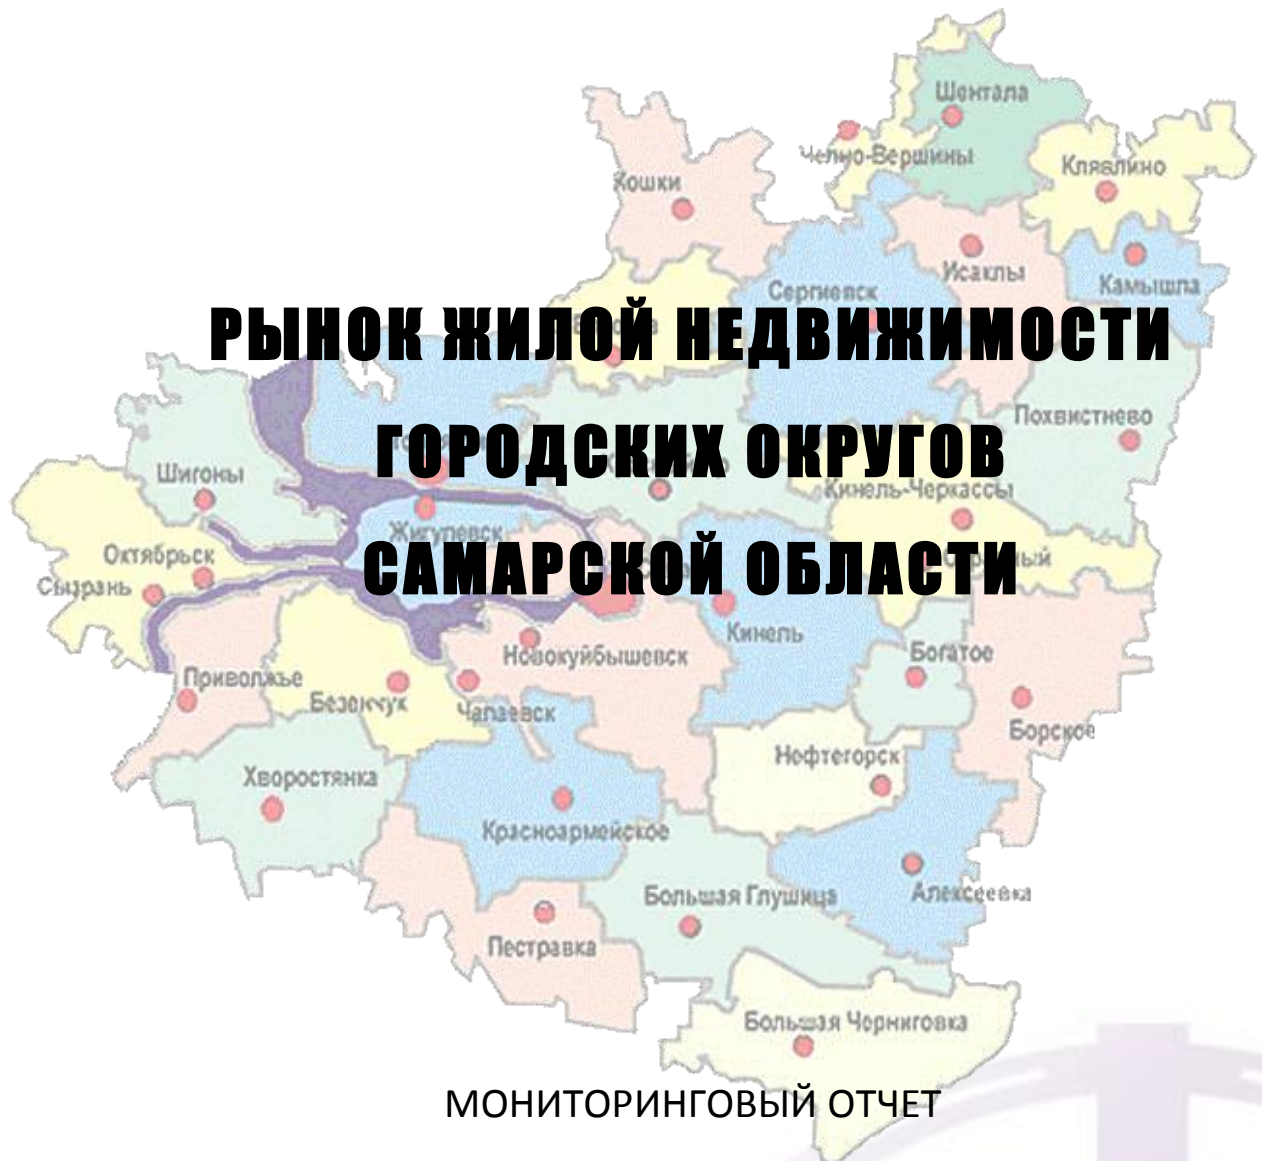 Шентала
Челно-Вершины
Клявлино
Кошки
Исаклы
Камышла
Сергиевск
РЫНОК ЖИЛОЙ НЕДВИЖИМОСТИ
Похвистнево
ГОРОДСКИХ ОКРУГОВ
Шигоны
Кинель-Черкассы
Жигулевск
Октябрьск
САМАРСКОЙ ОБЛАСТИ
Сызрань
Кинель
Новокуйбышевск
Богатое
Приволжье
Безенчук
Чапаевск
Борское
Нефтегорск
Хворостянка
Красноармейское
Большая Глушица
Алексеевка
Пестравка
Большая Черниговка
МОНИТОРИНГОВЫЙ ОТЧЕТ